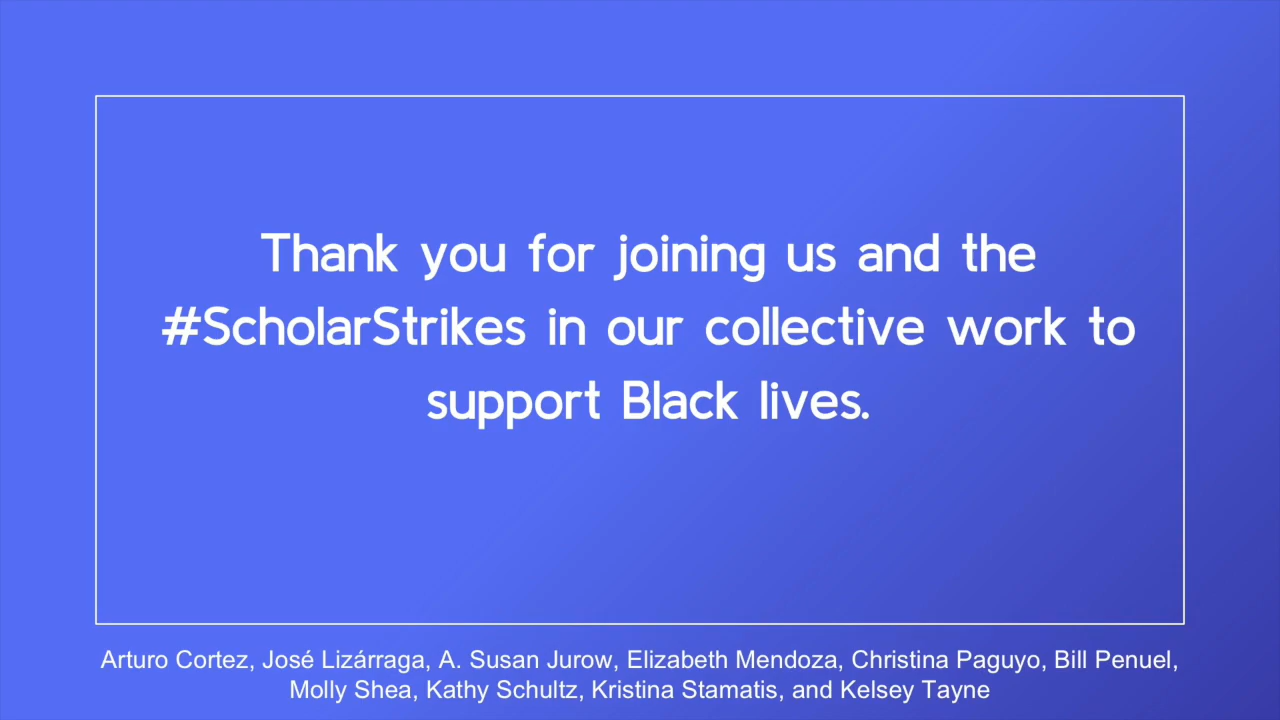 Thank you for joining us and the
#ScholarStrikes in our collective work to
support Black lives.
Arturo Cortez, José Lizárraga, A. Susan Jurow, Elizabeth Mendoza, Christina Paguyo, Bill Penuel,
Molly Shea, Kathy Schultz, Kristina Stamatis, and Kelsey Tayne